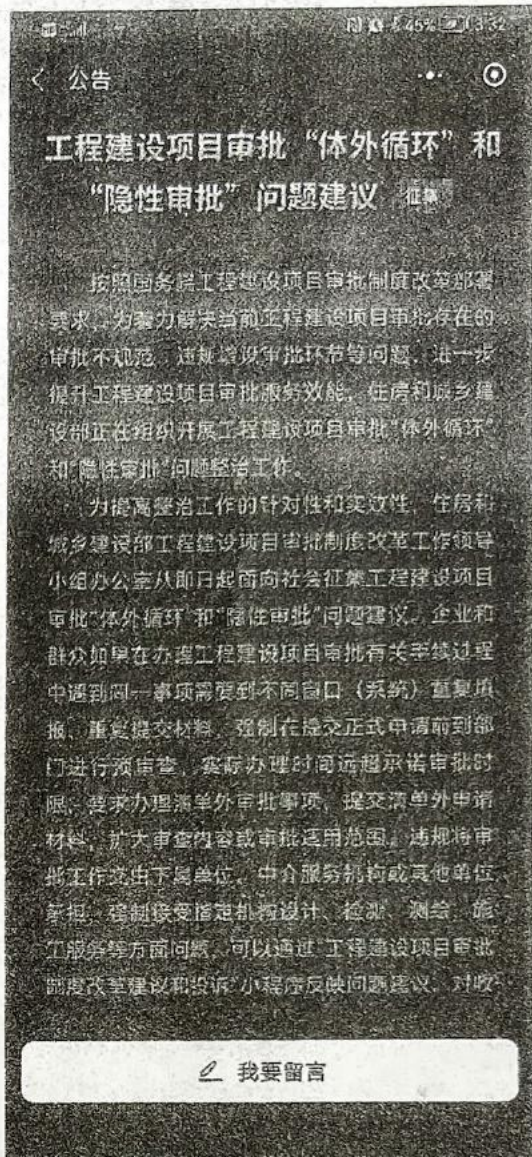 45% 3:32
公告
工程建设项目审批“体外循环”和
“隐性审批”问题建议 征集
按照国务院工程建设项目审批制度改革部署
要求，为着力解决当前工程建设项目审批存在的
审批不规范、违规增设审批环节等问题，进一步
提升工程建设项目审批服务效能，住房和城乡建
设部正在组织开展工程建设项目审批“体外循环”
和“隐性审批”问题整治工作。
为提高整治工作的针对性和实效性，住房和
城乡建设部工程建设项目审批制度改革工作领导
小组办公室从即日起面向社会征集工程建设项目
审批“体外循环”和“隐性审批”问题建议。企业和
群众如果在办理工程建设项目审批有关手续过程
中遇到同一事项需要到不同窗口（系统）重复填
报、重复提交材料，强制在提交正式申请前到部
门进行预审查，实际办理时间远超承诺审批时
限，要求办理清单外审批事项、提交清单外申请
材料，扩大审查内容或审批适用范围，违规将审
批工作交由下属单位、中介服务机构或其他单位
承担，强制接受指定机构设计、检测、测绘、施
工服务等方面问题，可以通过“工程建设项目审批
制度改革建议和投诉”小程序反映问题建议，对收
我要留言